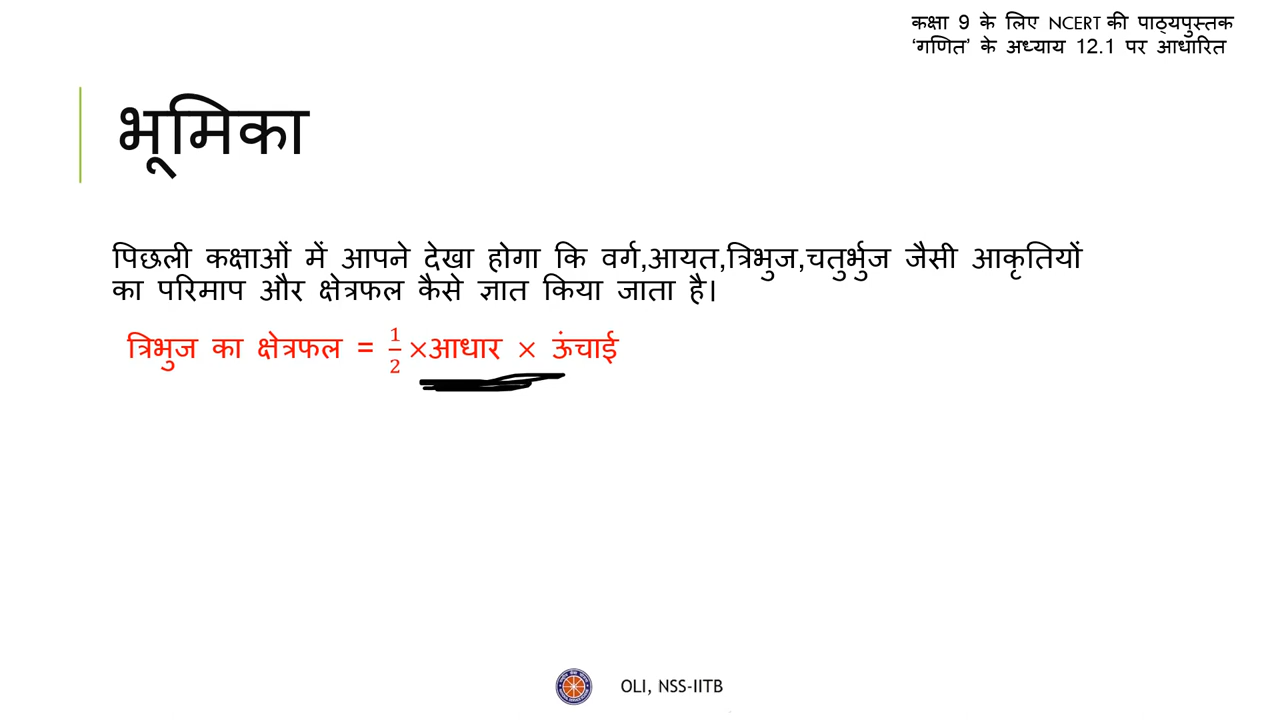 कक्षा 9 के लिए NCERT की पाठ्यपुस्तक
‘गणित’ के अध्याय 12.1 पर आधारित
भूमिका
पिछली कक्षाओं में आपने देखा होगा कि वर्ग,आयत,त्रिभुज,चतुर्भुज जैसी आकृतियों
का परिमाप और क्षेत्रफल कैसे ज्ञात किया जाता है।
त्रिभुज का क्षेत्रफल = 1/2 ×आधार × ऊंचाई
OLI, NSS-IITB